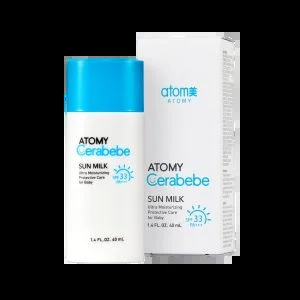 ATOMY
Cerabebe
SUN MILK
Ultra Moisturizing
Protective Care
for Baby
SPF 33
PA+++
1.4 FL.OZ. 40 mL
atom美
ATOMY
ATOMY
Cerabebe
SUN MILK
Ultra Moisturizing
Protective Care
for Baby
SPF 33
PA+++
1.4 FL.OZ. 40 mL